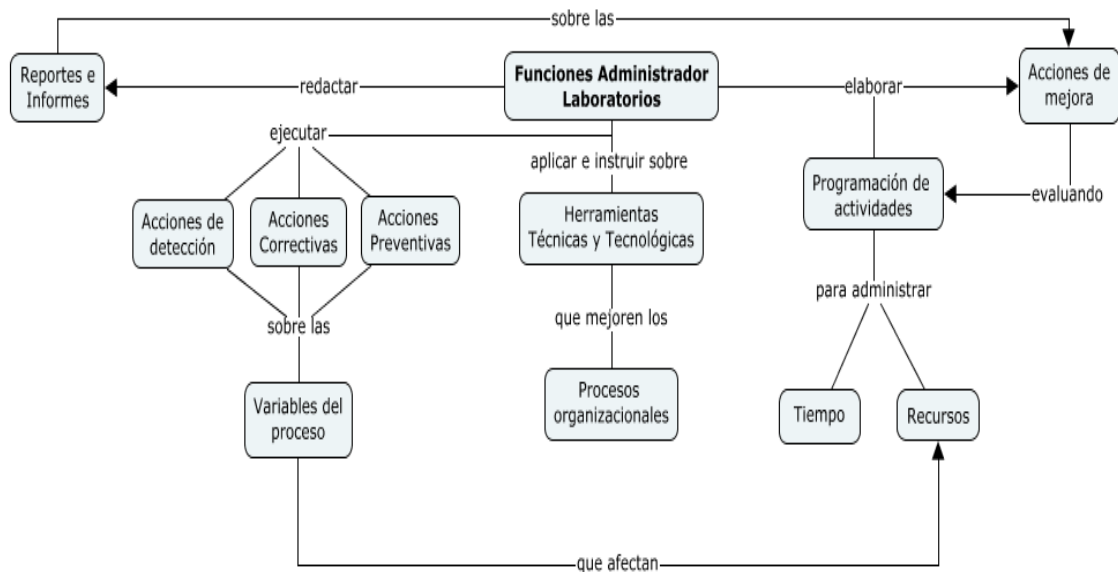 sobre las
Reportes e
Informes
redactar
Funciones Administrador
Laboratorios
elaborar
Acciones de
mejora
ejecutar
aplicar e instruir sobre
evaluando
Programación de
actividades
Acciones de
detección
Acciones
Correctivas
Acciones
Preventivas
Herramientas
Técnicas y Tecnológicas
para administrar
sobre las
que mejoren los
Variables del
proceso
Procesos
organizacionales
Tiempo
Recursos
que afectan